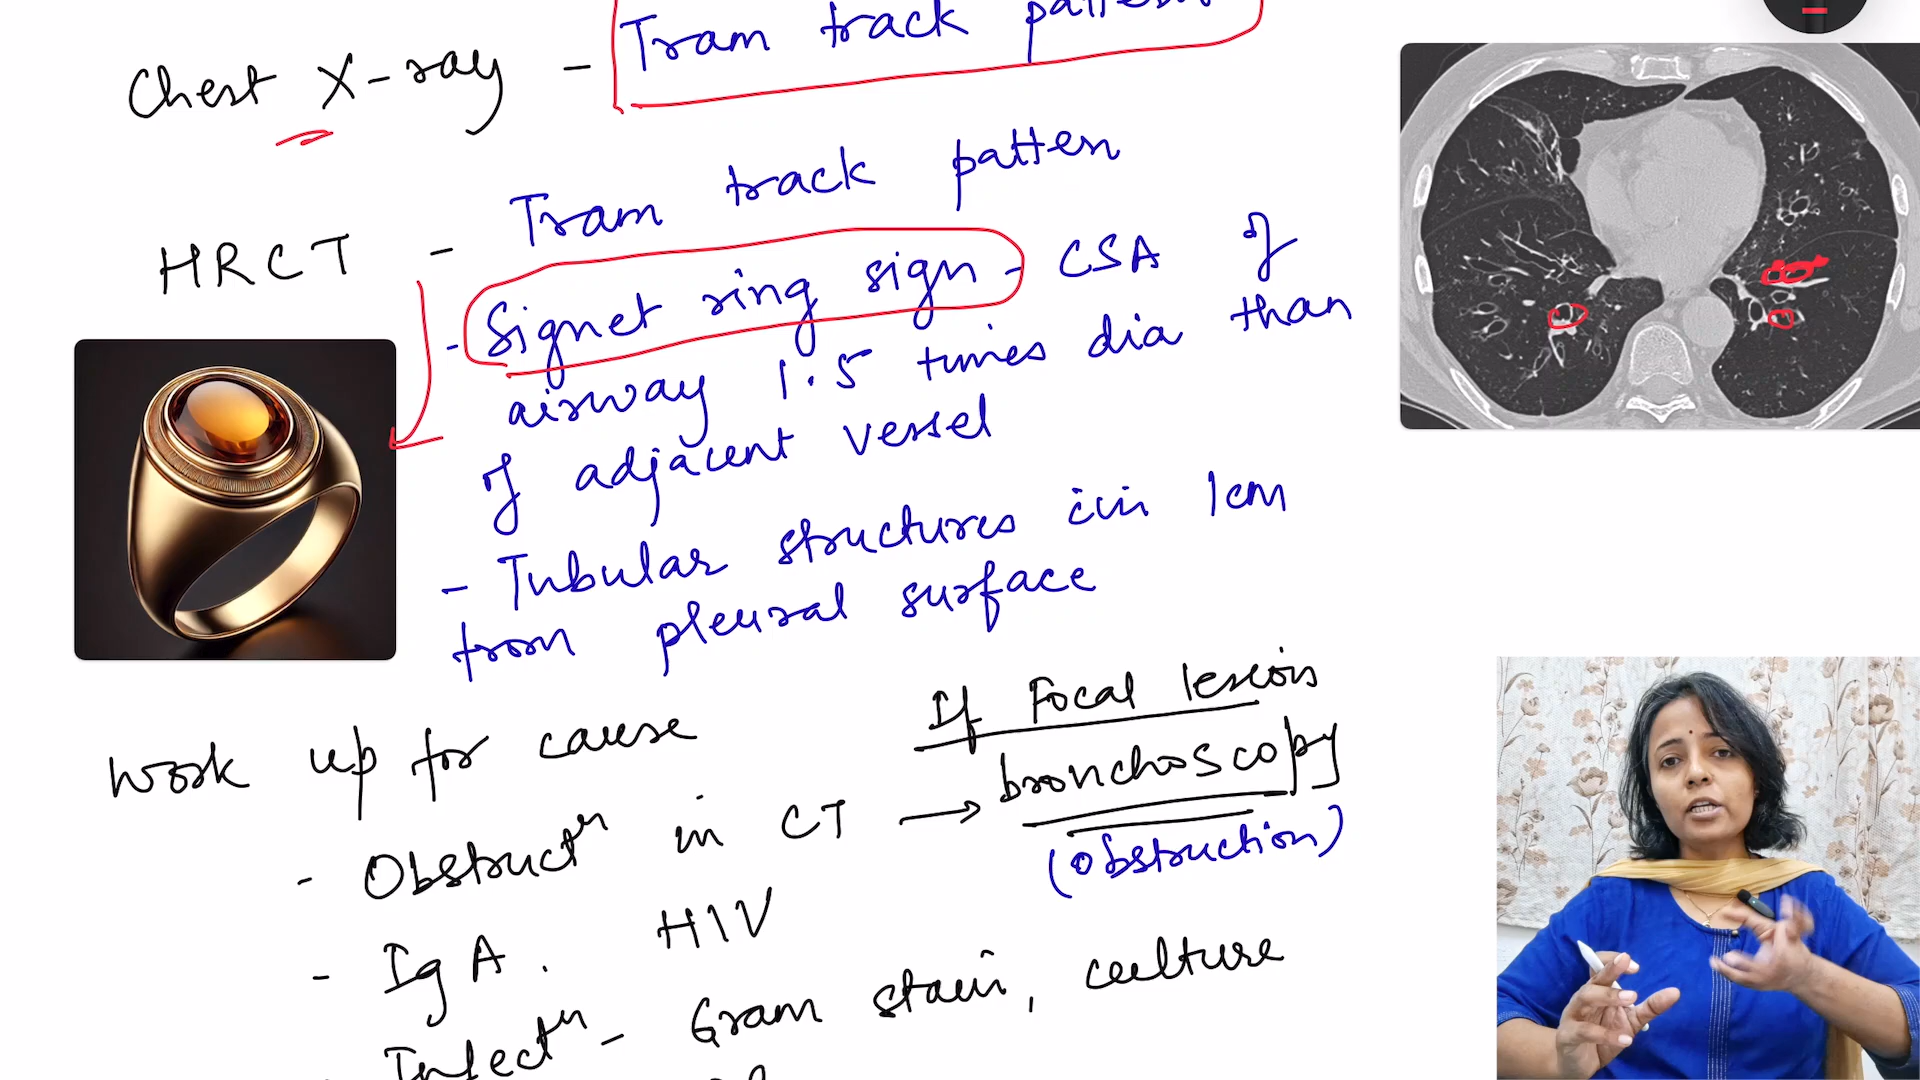 Tram track pattern
Chest X-ray -
Tram track pattern
HRCT -
- Signet ring sign - CSA of
airway 1.5 times dia than
of adjacent vessel
- Tubular structures in 1cm
from pleural surface
If Focal lesion
Work up for cause
bronchoscopy
- Obstructn in CT →
(obstruction)
- IgA. HIV
Infectn - Gram stain, culture